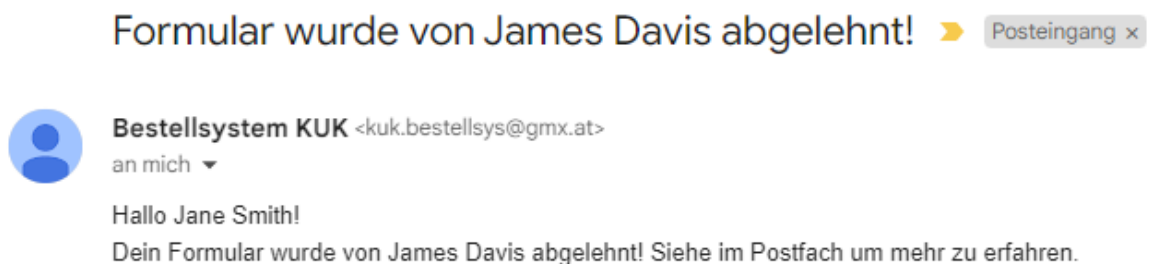 Formular wurde von James Davis abgelehnt! Posteingang ×
Bestellsystem KUK <kuk.bestellsys@gmx.at>
an mich
Hallo Jane Smith!
Dein Formular wurde von James Davis abgelehnt! Siehe im Postfach um mehr zu erfahren.